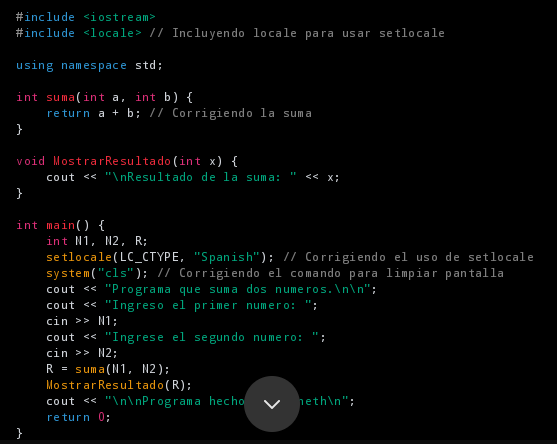 #include <iostream>
#include <locale> // Incluyendo locale para usar setlocale
using namespace std;
int suma(int a, int b) {
return a + b; // Corrigiendo la suma
}
void MostrarResultado(int x) {
cout << "\nResultado de la suma: " << x;
}
int main() {
int N1, N2, R;
setlocale(LC_CTYPE, "Spanish"); // Corrigiendo el uso de setlocale
system("cls"); // Corrigiendo el comando para limpiar pantalla
cout << "Programa que suma dos numeros.\n\n";
cout << "Ingreso el primer numero: ";
cin >> N1;
cout << "Ingrese el segundo numero: ";
cin >> N2;
R = suma(N1, N2);
MostrarResultado(R);
cout << "\n\nPrograma hecho
return 0;
}